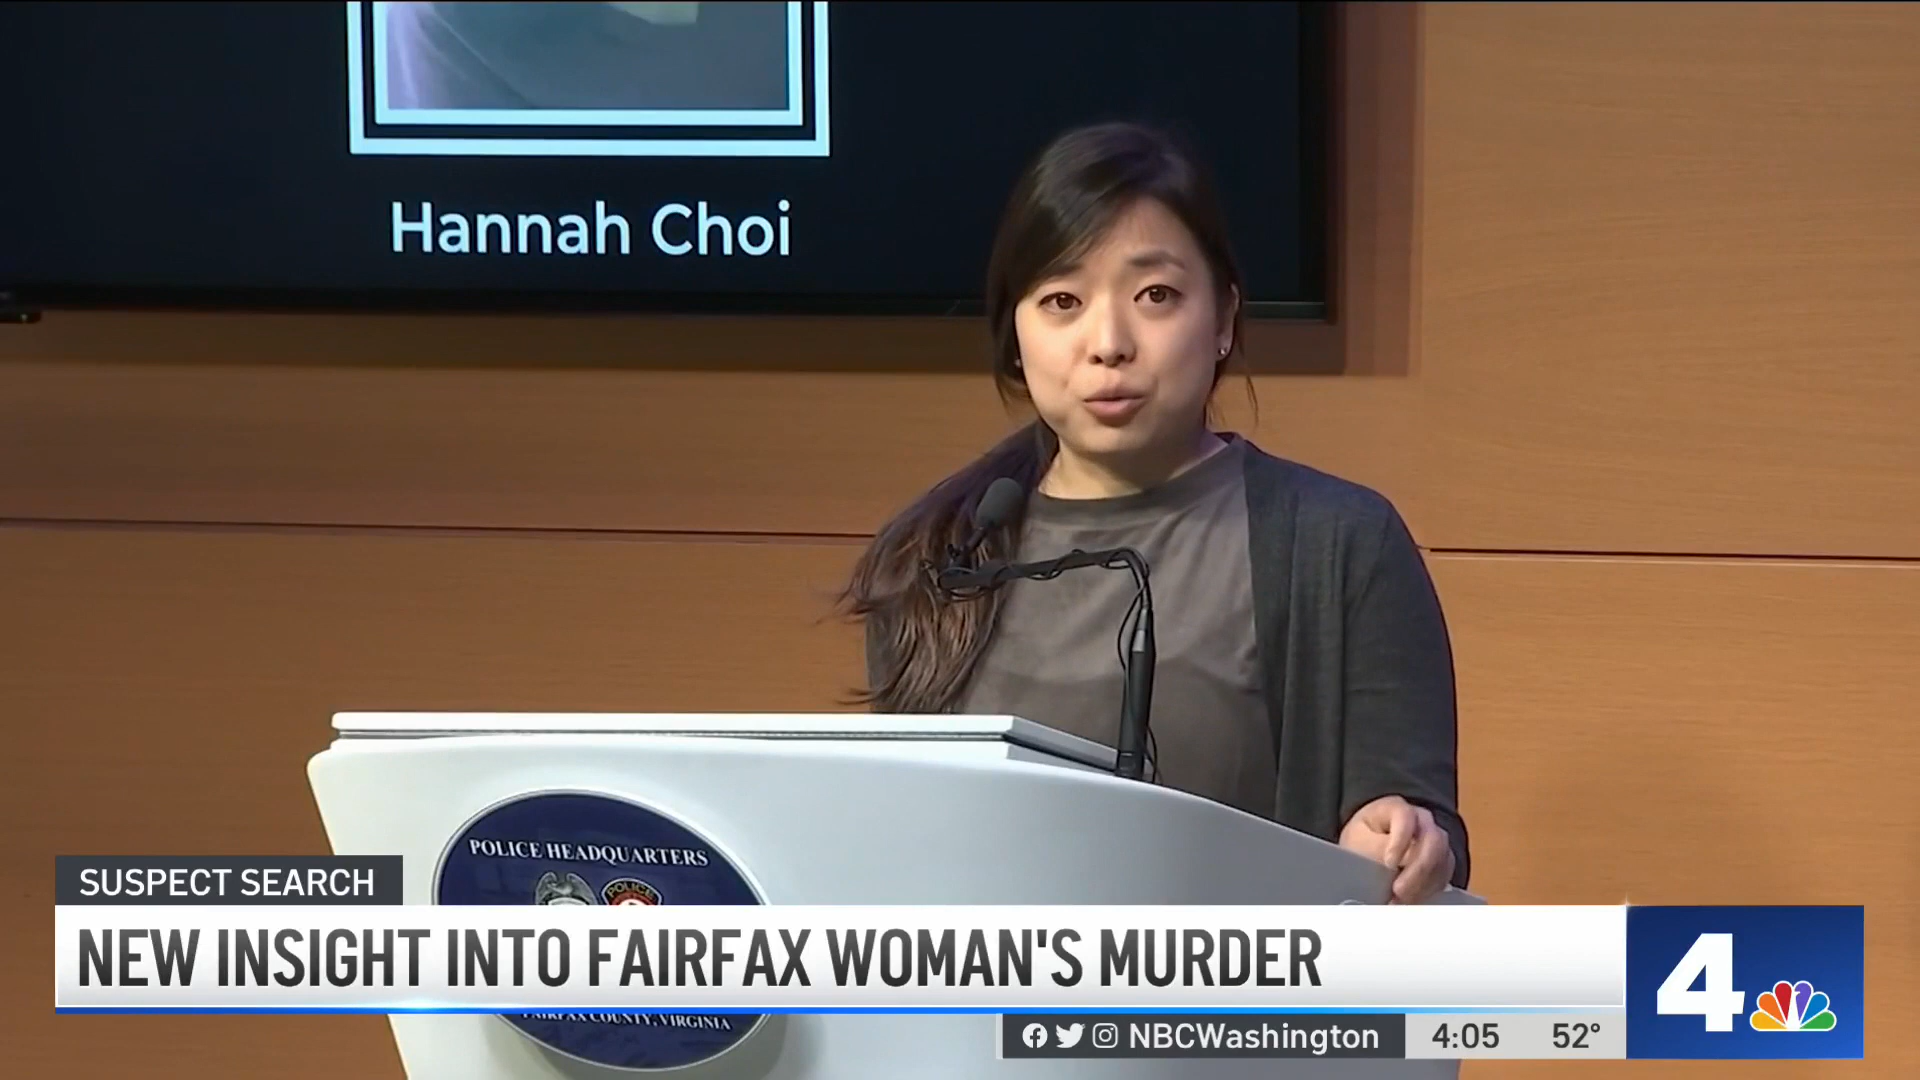 Hannah Choi
POLICE HEADQUARTERS
POLICE
SUSPECT SEARCH
NEW INSIGHT INTO FAIRFAX WOMAN'S MURDER
FAIRFAX COUNTY, VIRGINIA
NBCWashington
4:05
52°
4